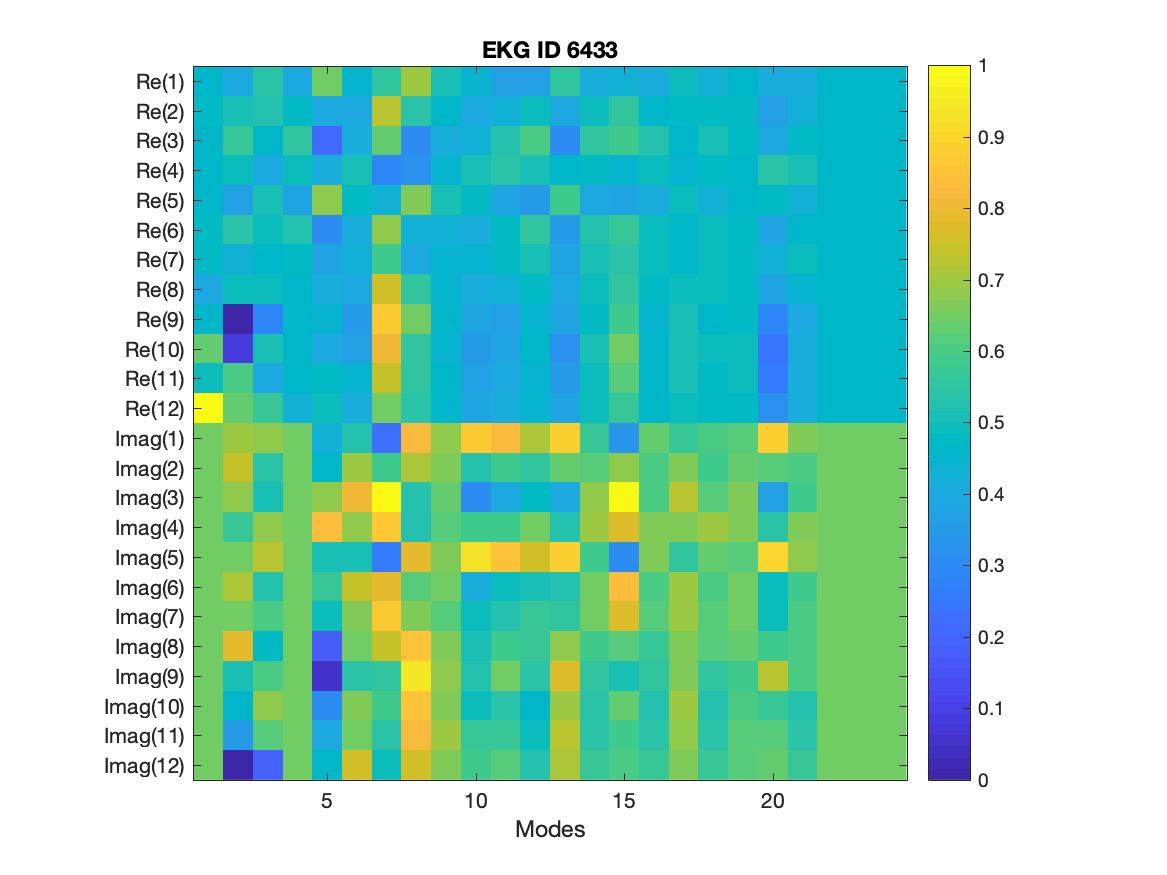 EKG ID 6433
Re(1)
Re(2)
Re(3)
Re(4)
Re(5)
Re(6)
Re(7)
Re(8)
Re(9)
Re(10)
Re(11)
Re(12)
Imag(1)
Imag(2)
Imag(3)
Imag(4)
Imag(5)
Imag(6)
Imag(7)
Imag(8)
Imag(9)
Imag(10)
Imag(11)
Imag(12)
5 10 15 20
Modes
1
0.9
0.8
0.7
0.6
0.5
0.4
0.3
0.2
0.1
0